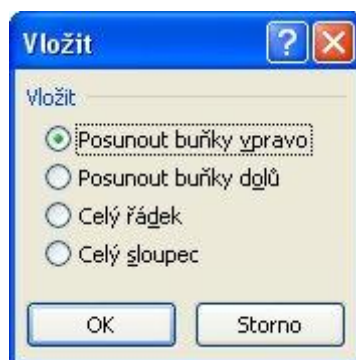 Vložit
Vložit
Posunout buňky vpravo
Posunout buňky dolů
Celý řádek
Celý sloupec
OK Storno